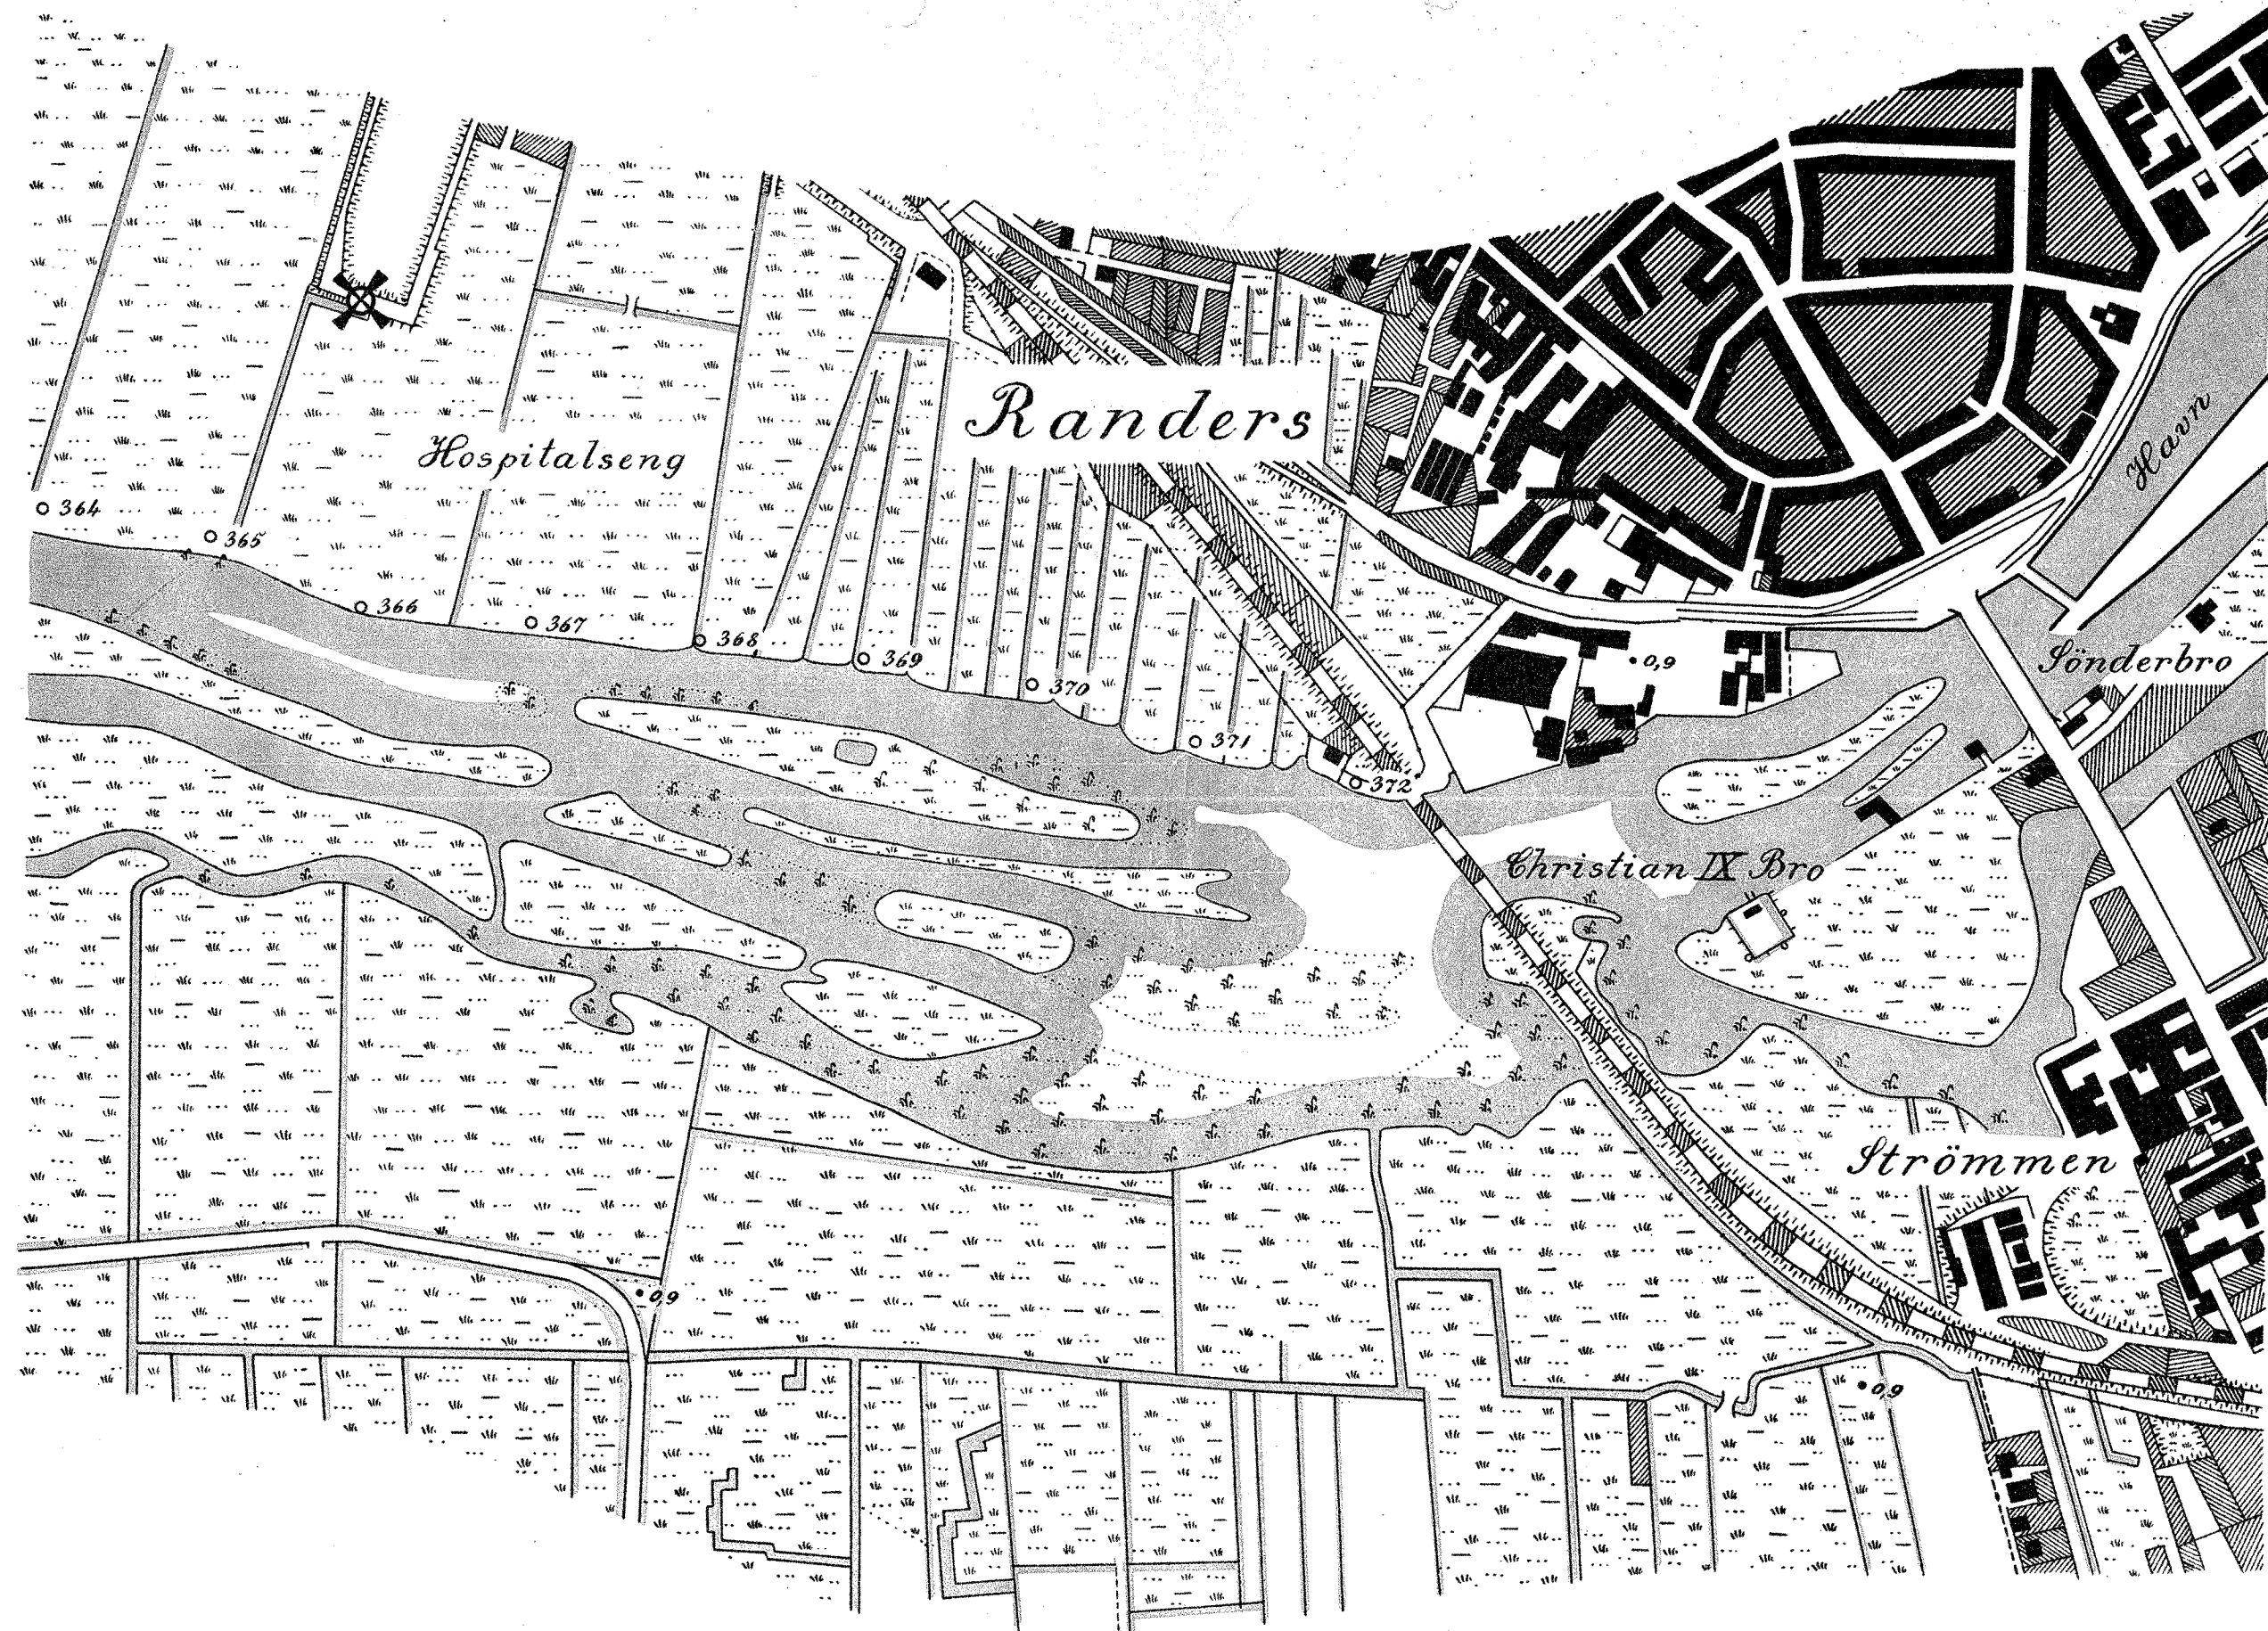 Randers
Havn
Hospitalseng
364
365
366
367
368
369
370
371
372
0,9
Sönderbro
Christian IX Bro
Strömmen
0,9
0,9